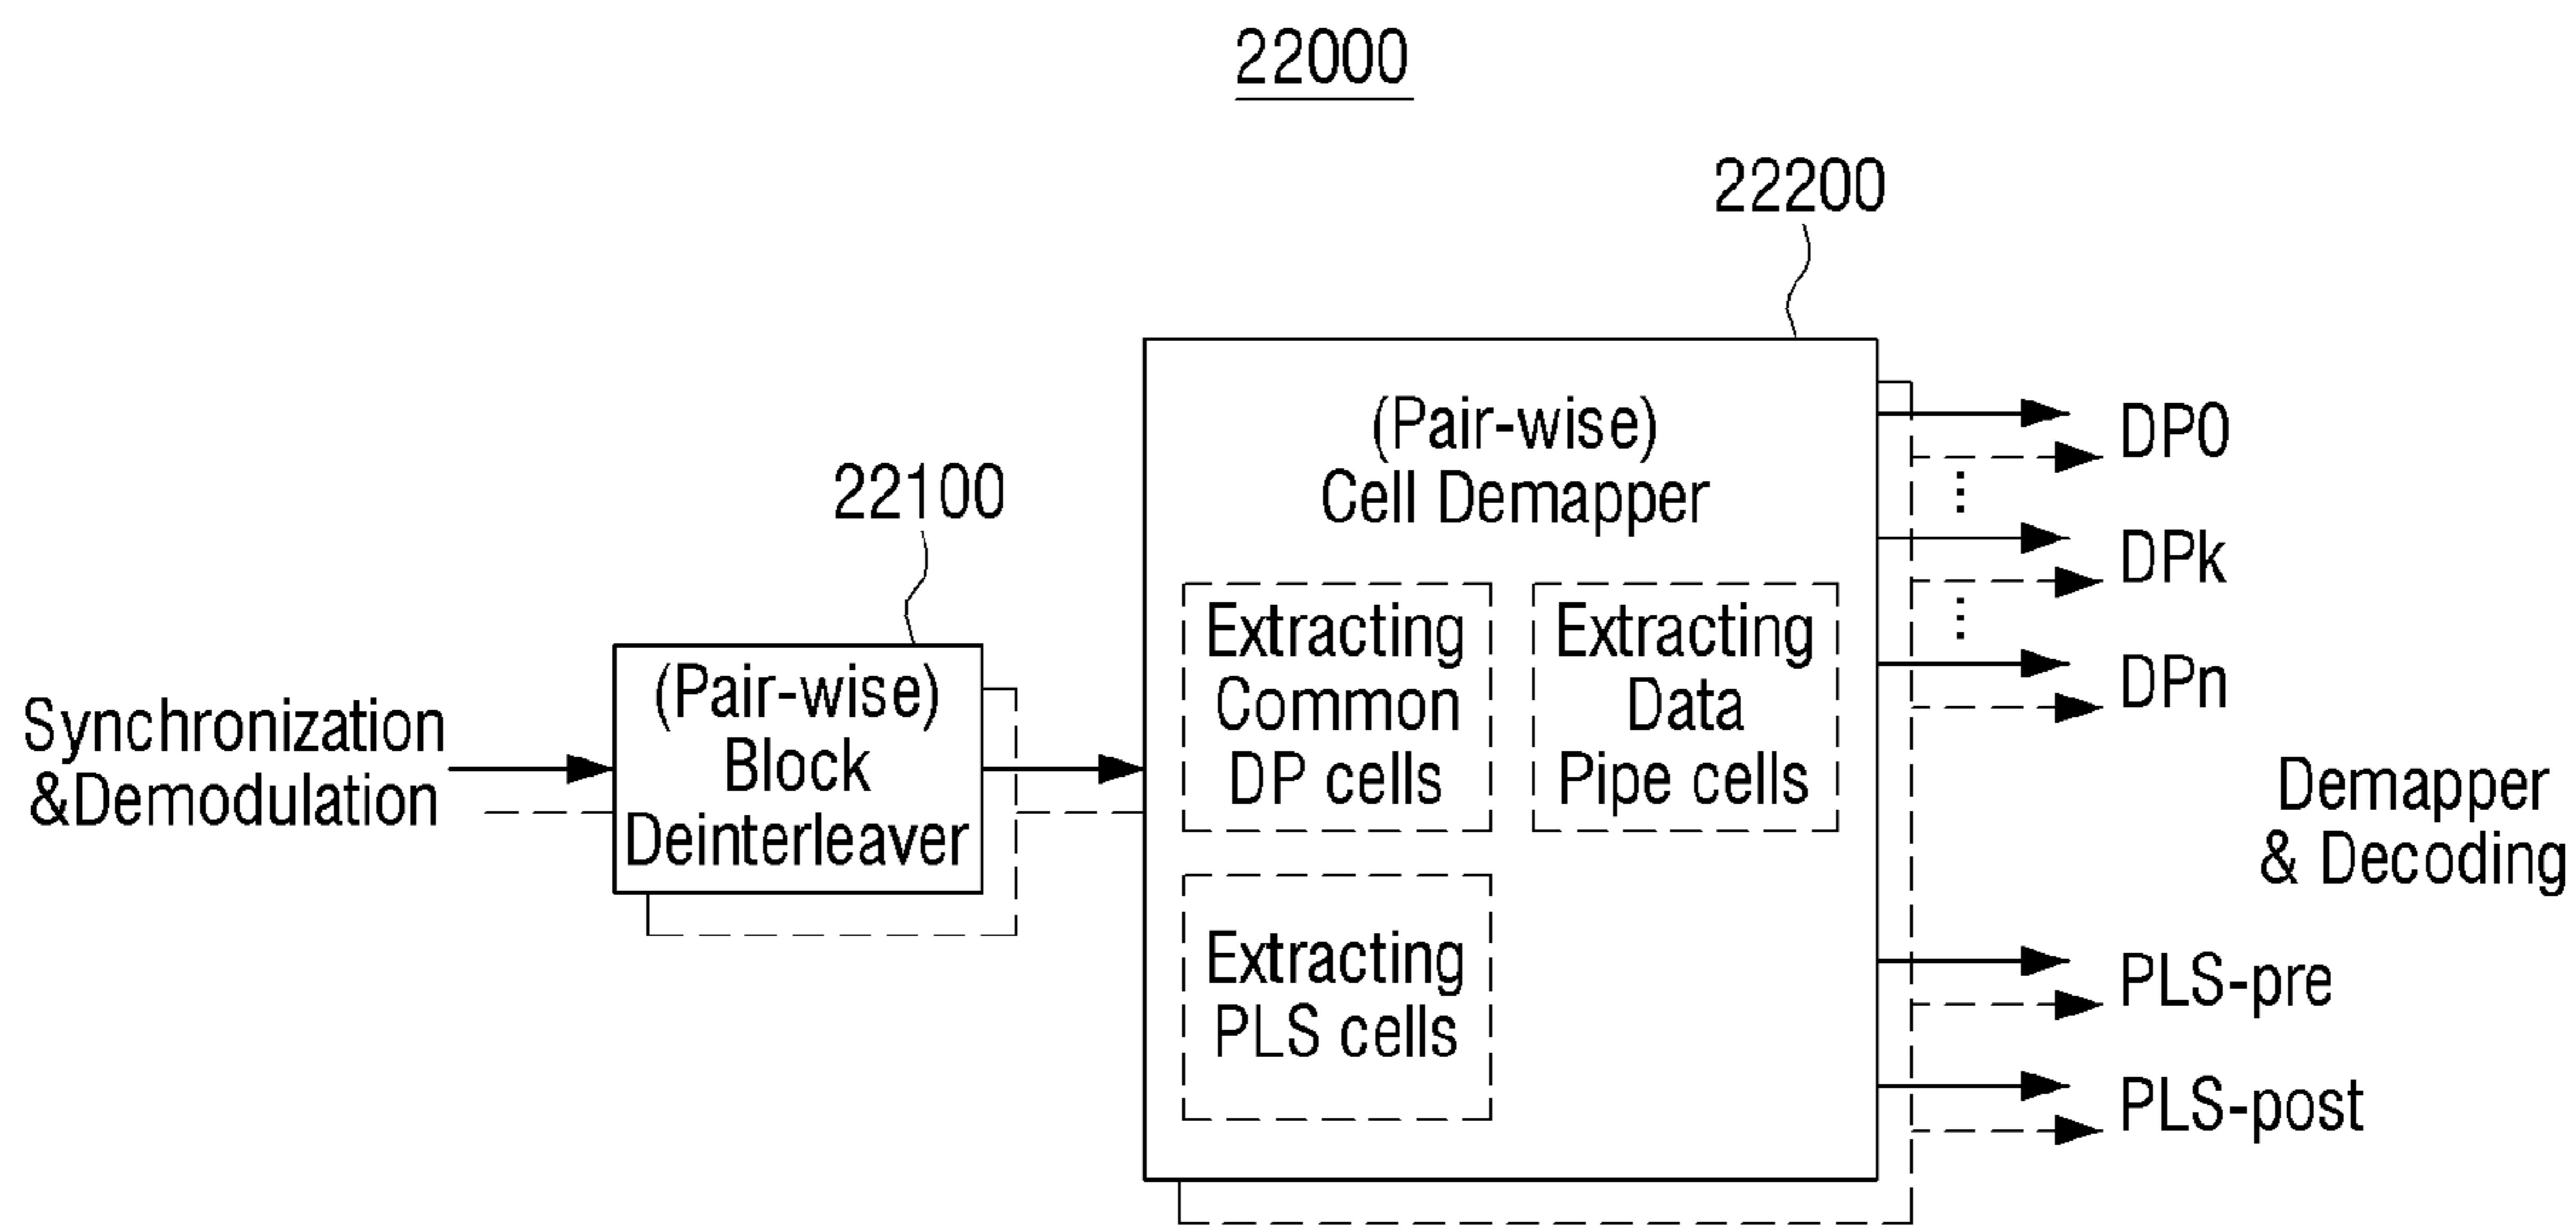 22000
22200
22100
Synchronization
&Demodulation
(Pair-wise)
Block
Deinterleaver
(Pair-wise)
Cell Demapper
Extracting
Common
DP cells
Extracting
Data
Pipe cells
Extracting
PLS cells
DP0
DPk
DPn
Demapper
& Decoding
PLS-pre
PLS-post